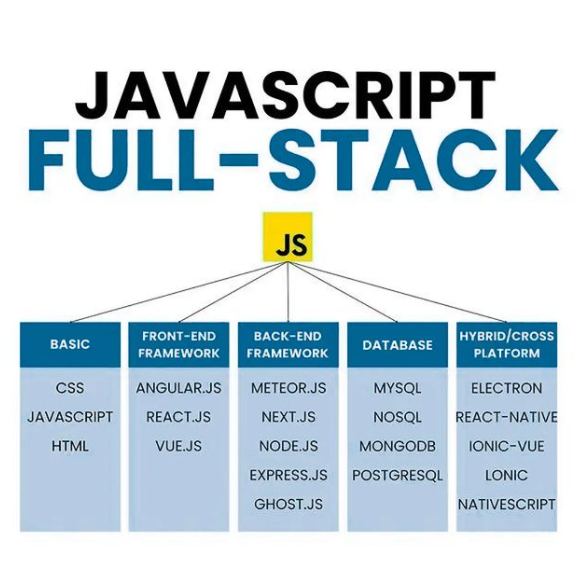 JAVASCRIPT
FULL-STACK
JS
BASIC
CSS
JAVASCRIPT
HTML
FRONT-END
FRAMEWORK
ANGULAR.JS
REACT.JS
VUE.JS
BACK-END
FRAMEWORK
METEOR.JS
NEXT.JS
NODE.JS
EXPRESS.JS
GHOST.JS
DATABASE
MYSQL
NOSQL
MONGODB
POSTGRESQL
HYBRID/CROSS
PLATFORM
ELECTRON
REACT-NATIVE
IONIC-VUE
LONIC
NATIVESCRIPT